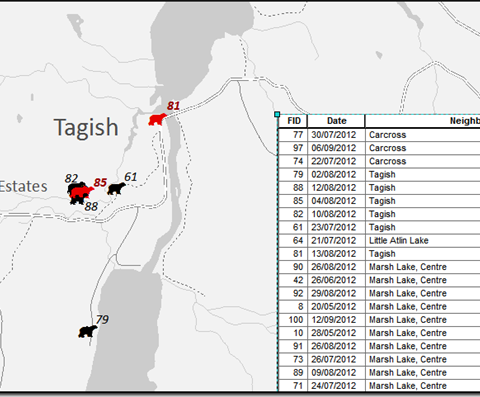 81
Tagish
82
85
61
Estates
88
79
FID Date Neighb
77 30/07/2012 Carcross
97 06/09/2012 Carcross
74 22/07/2012 Carcross
79 02/08/2012 Tagish
88 12/08/2012 Tagish
85 04/08/2012 Tagish
82 10/08/2012 Tagish
61 23/07/2012 Tagish
64 21/07/2012 Little Atlin Lake
81 13/08/2012 Tagish
90 26/08/2012 Marsh Lake, Centre
42 26/06/2012 Marsh Lake, Centre
92 29/08/2012 Marsh Lake, Centre
8 20/05/2012 Marsh Lake, Centre
100 12/09/2012 Marsh Lake, Centre
10 28/05/2012 Marsh Lake, Centre
91 26/08/2012 Marsh Lake, Centre
73 26/07/2012 Marsh Lake, Centre
89 09/08/2012 Marsh Lake, Centre
71 24/07/2012 Marsh Lake, Centre